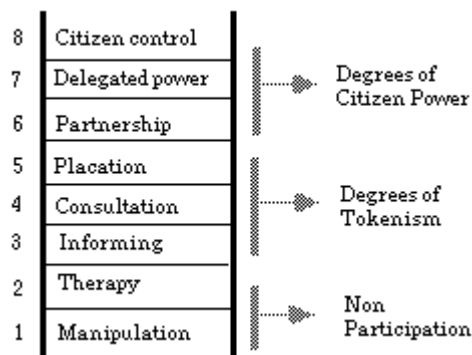 8 Citizen control
7 Delegated power
6 Partnership
Degrees of
Citizen Power
5 Placation
4 Consultation
3 Informing
Degrees of
Tokenism
2 Therapy
1 Manipulation
Non
Participation